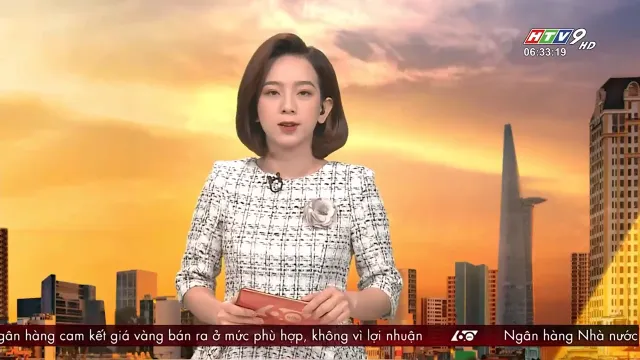 HTV9 HD
06:33:19
gân hàng cam kết giá vàng bán ra ở mức phù hợp, không vì lợi nhuận 60 Ngân hàng Nhà nước